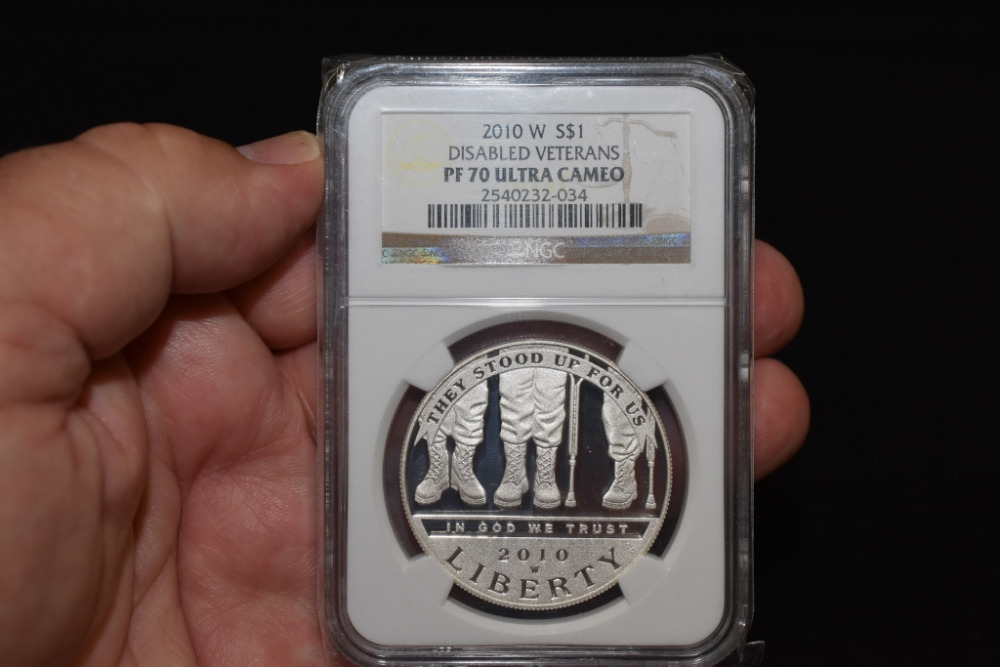 2010 W S$1
DISABLED VETERANS
PF 70 ULTRA CAMEO
2540232-034
NGC
THEY STOOD UP FOR US
IN GOD WE TRUST
2010
W
LIBERTY